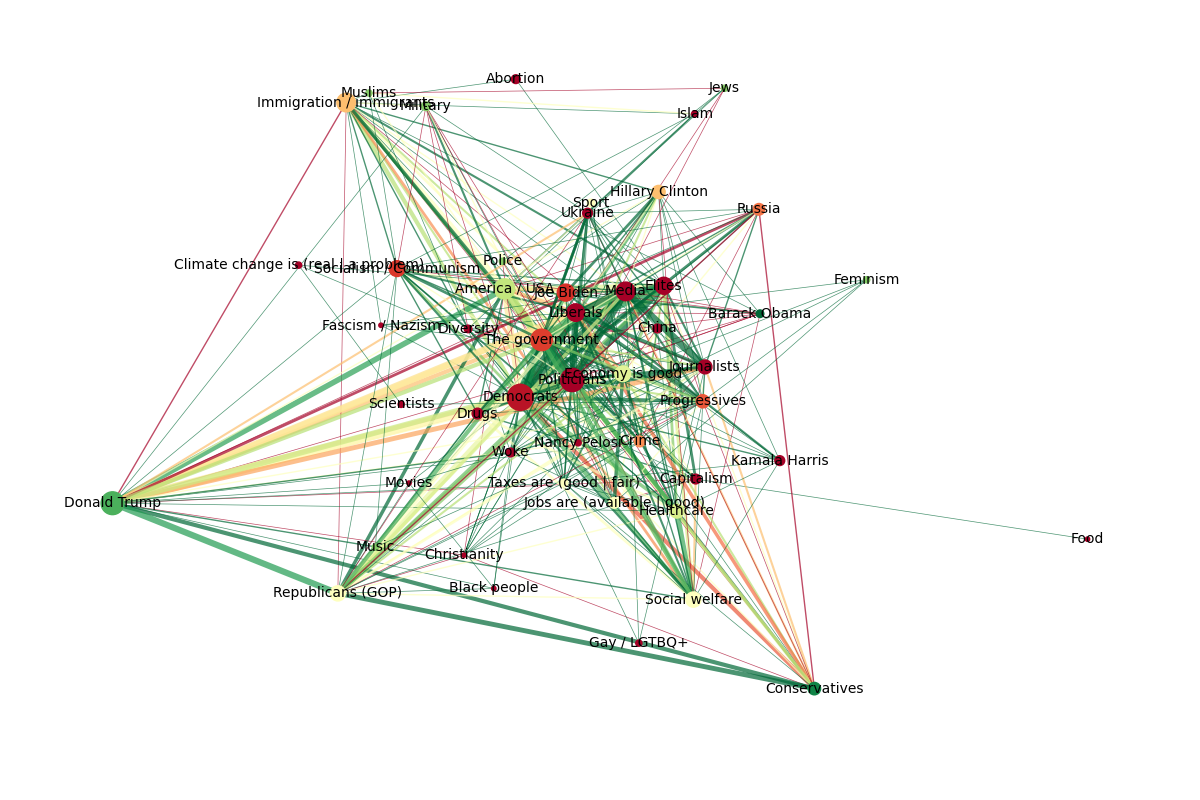 Abortion
Muslims
Immigration / Immigrants
Military
Jews
Islam
Hillary Clinton
Sport
Ukraine
Russia
Climate change is (real | a problem)
Socialism / Communism
Police
America / USA
Joe Biden
Media
Elites
Feminism
Liberals
Barack Obama
Fascism / Nazism
Diversity
China
The government
Journalists
Economy is good
Politicians
Democrats
Scientists
Drugs
Progressives
Nancy Pelosi
Crime
Woke
Kamala Harris
Movies
Taxes are (good | fair)
Capitalism
Donald Trump
Jobs are (available | good)
Healthcare
Food
Music
Christianity
Republicans (GOP)
Black people
Social welfare
Gay / LGTBQ+
Conservatives